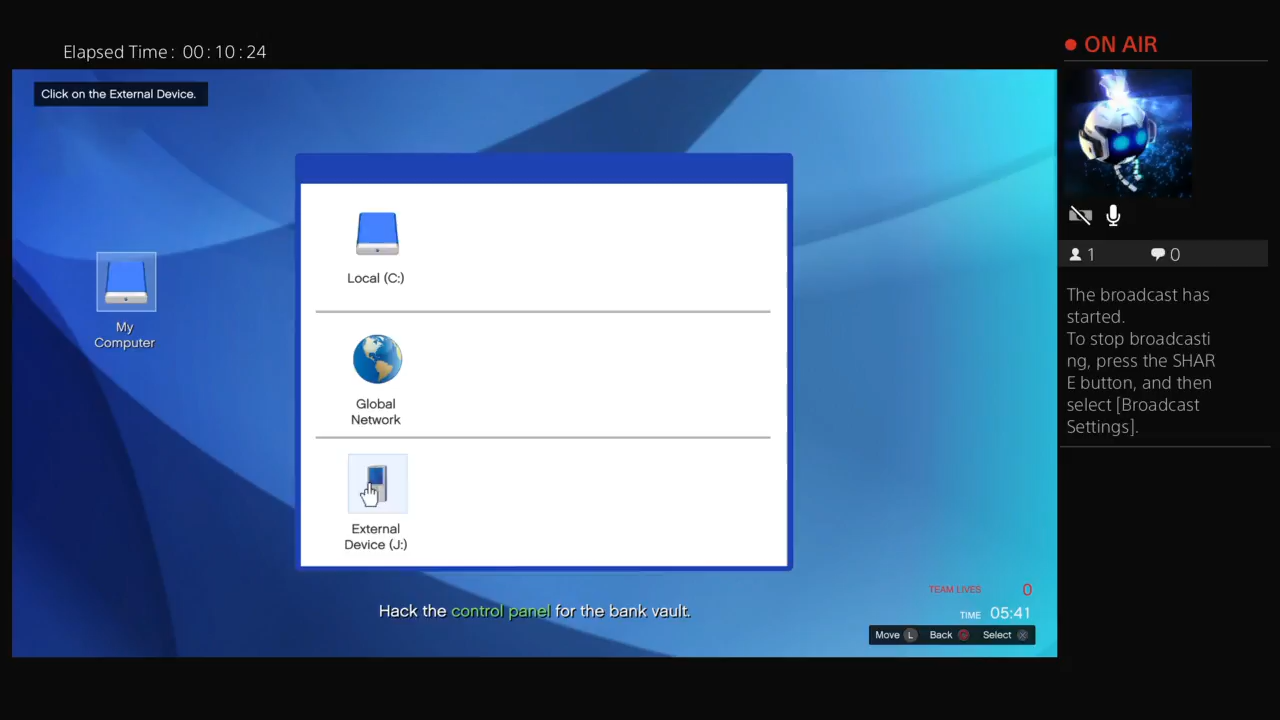 Elapsed Time: 00:10:24
ON AIR
Click on the External Device.
Local (C:)
My
Computer
Global
Network
External
Device (J:)
Hack the control panel for the bank vault.
TEAM LIVES 0
TIME 05:41
Move L Back Select
1 0
The broadcast has
started.
To stop broadcasti
ng, press the SHAR
E button, and then
select [Broadcast
Settings].